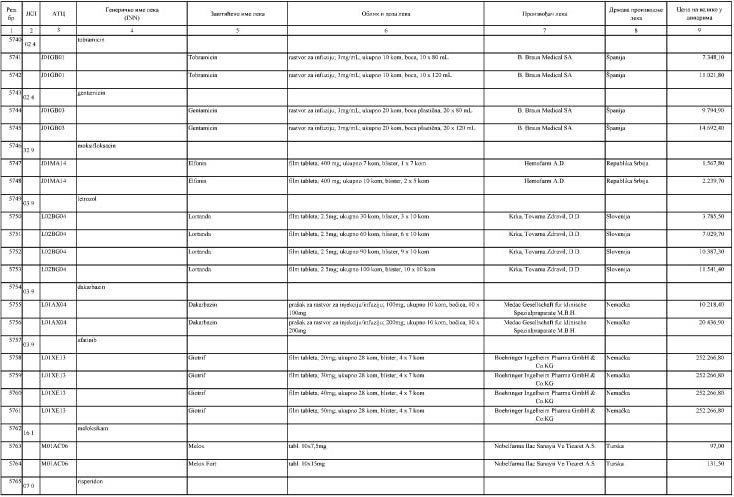 Ред. бр. ЈКЛ АТЦ Генеричко име лека (INN) Заштићено име лека Облик и доза лека Произвођач лека Држава произвођача лека Цена на велико у динарима
1 2 3 4 5 6 7 8 9
5740 02.4 tobramicin
5741 J01GB01 Tobramicin rastvor za infuziju, 3mg/mL; ukupno 10 kom, boca, 10 x 80 mL B. Braun Medical SA Španija 7.348,10
5742 J01GB01 Tobramicin rastvor za infuziju, 3mg/mL; ukupno 10 kom, boca, 10 x 120 mL B. Braun Medical SA Španija 11.021,80
5743 02.4 gentamicin
5744 J01GB03 Gentamicin rastvor za infuziju, 3mg/mL; ukupno 20 kom, boca plastična, 20 x 80 mL B. Braun Medical SA Španija 9.794,90
5745 J01GB03 Gentamicin rastvor za infuziju, 3mg/mL; ukupno 20 kom, boca plastična, 20 x 120 mL B. Braun Medical SA Španija 14.692,40
5746 32.9 moksifloksacin
5747 J01MA14 Elfonis film tableta; 400 mg; ukupno 7 kom, blister, 1 x 7 kom Hemofarm A.D. Republika Srbija 1.567,80
5748 J01MA14 Elfonis film tableta; 400 mg; ukupno 10 kom, blister, 2 x 5 kom Hemofarm A.D. Republika Srbija 2.239,70
5749 03.9 letrozol
5750 L02BG04 Lortanda film tableta; 2.5mg; ukupno 30 kom, blister, 3 x 10 kom Krka, Tovarna Zdravil, D.D. Slovenija 3.785,50
5751 L02BG04 Lortanda film tableta; 2.5mg; ukupno 60 kom, blister, 6 x 10 kom Krka, Tovarna Zdravil, D.D. Slovenija 7.029,70
5752 L02BG04 Lortanda film tableta; 2.5mg; ukupno 90 kom, blister, 9 x 10 kom Krka, Tovarna Zdravil, D.D. Slovenija 10.387,30
5753 L02BG04 Lortanda film tableta; 2.5mg; ukupno 100 kom, blister, 10 x 10 kom Krka, Tovarna Zdravil, D.D. Slovenija 11.541,40
5754 03.9 dakarbazin
5755 L01AX04 Dakarbazin prašak za rastvor za injekciju/infuziju; 100mg; ukupno 10 kom, bočica, 10 x 100mg Medac Gesellschaft für klinische Spezialpraparate M.B.H. Nemačka 10.218,40
5756 L01AX04 Dakarbazin prašak za rastvor za injekciju/infuziju; 200mg; ukupno 10 kom, bočica, 10 x 200mg Medac Gesellschaft für klinische Spezialpraparate M.B.H. Nemačka 20.436,90
5757 03.9 afatinib
5758 L01XE13 Giotrif film tableta; 20mg; ukupno 28 kom, blister, 4 x 7 kom Boehringer Ingelheim Pharma GmbH & Co.KG Nemačka 252.266,80
5759 L01XE13 Giotrif film tableta; 30mg; ukupno 28 kom, blister, 4 x 7 kom Boehringer Ingelheim Pharma GmbH & Co.KG Nemačka 252.266,80
5760 L01XE13 Giotrif film tableta; 40mg; ukupno 28 kom, blister, 4 x 7 kom Boehringer Ingelheim Pharma GmbH & Co.KG Nemačka 252.266,80
5761 L01XE13 Giotrif film tableta; 50mg; ukupno 28 kom, blister, 4 x 7 kom Boehringer Ingelheim Pharma GmbH & Co.KG Nemačka 252.266,80
5762 16.1 meloksikam
5763 M01AC06 Melox tabl. 10x7,5mg Nobelfarma Ilac Sanayii Ve Ticaret A.S. Turska 97,00
5764 M01AC06 Melox Fort tabl. 10x15mg Nobelfarma Ilac Sanayii Ve Ticaret A.S. Turska 131,50
5765 07.0 risperidon